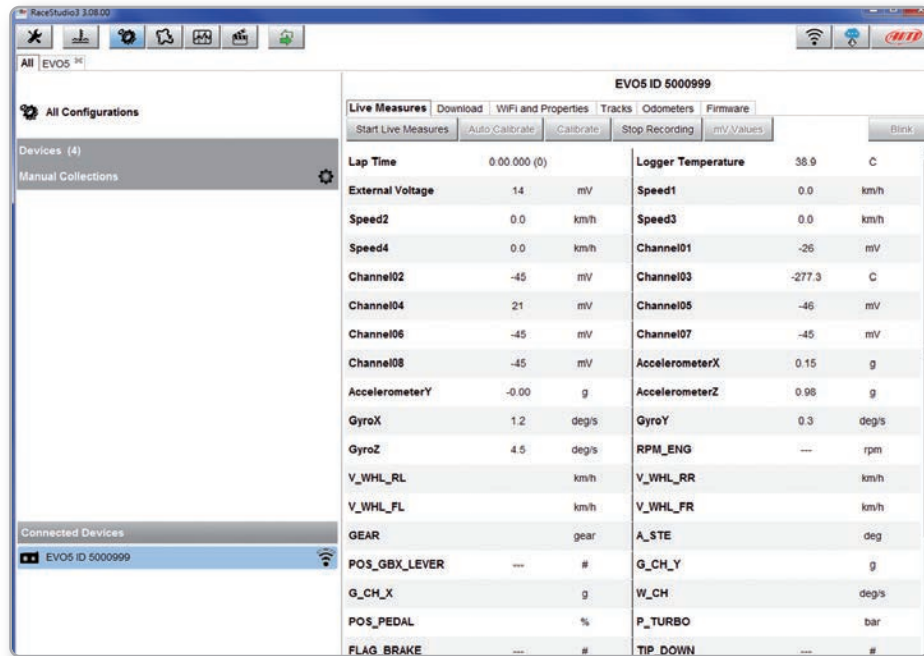 RaceStudio3 3.08.00
AiM
All EVO5
EVO5 ID 5000999
All Configurations
Live Measures Download WiFi and Properties Tracks Odometers Firmware
Start Live Measures Auto Calibrate Calibrate Stop Recording mV Values Blink
Devices (4)
Manual Collections
Lap Time 0:00.000 (0) Logger Temperature 38.9 C
External Voltage 14 mV Speed1 0.0 km/h
Speed2 0.0 km/h Speed3 0.0 km/h
Speed4 0.0 km/h Channel01 -26 mV
Channel02 -45 mV Channel03 -277.3 C
Channel04 21 mV Channel05 -46 mV
Channel06 -45 mV Channel07 -45 mV
Channel08 -45 mV AccelerometerX 0.15 g
AccelerometerY -0.00 g AccelerometerZ 0.98 g
GyroX 1.2 deg/s GyroY 0.3 deg/s
GyroZ 4.5 deg/s RPM_ENG --- rpm
V_WHL_RL km/h V_WHL_RR km/h
V_WHL_FL km/h V_WHL_FR km/h
Connected Devices
GEAR gear A_STE deg
EVO5 ID 5000999
POS_GBX_LEVER --- # G_CH_Y g
G_CH_X g W_CH deg/s
POS_PEDAL % P_TURBO bar
FLAG_BRAKE --- # TIP_DOWN --- #